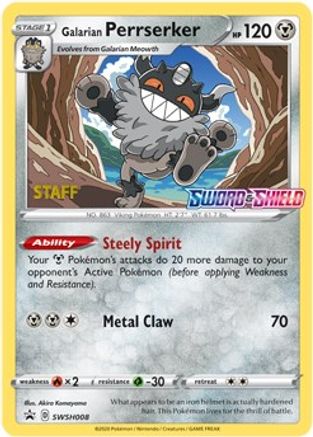 STAGE 1 Galarian Perrserker HP 120
Evolves from Galarian Meowth
STAFF
SWORD & SHIELD
NO. 863 Viking Pokémon HT: 2'7" WT: 61.7 lbs.
Ability Steely Spirit
Your Pokémon's attacks do 20 more damage to your
opponent's Active Pokémon (before applying Weakness
and Resistance).
Metal Claw 70
weakness ×2 resistance -30 retreat
Illus. Akira Komayama
D SWSH008
What appears to be an iron helmet is actually hardened
hair. This Pokémon lives for the thrill of battle.
©2020 Pokémon / Nintendo / Creatures / GAME FREAK